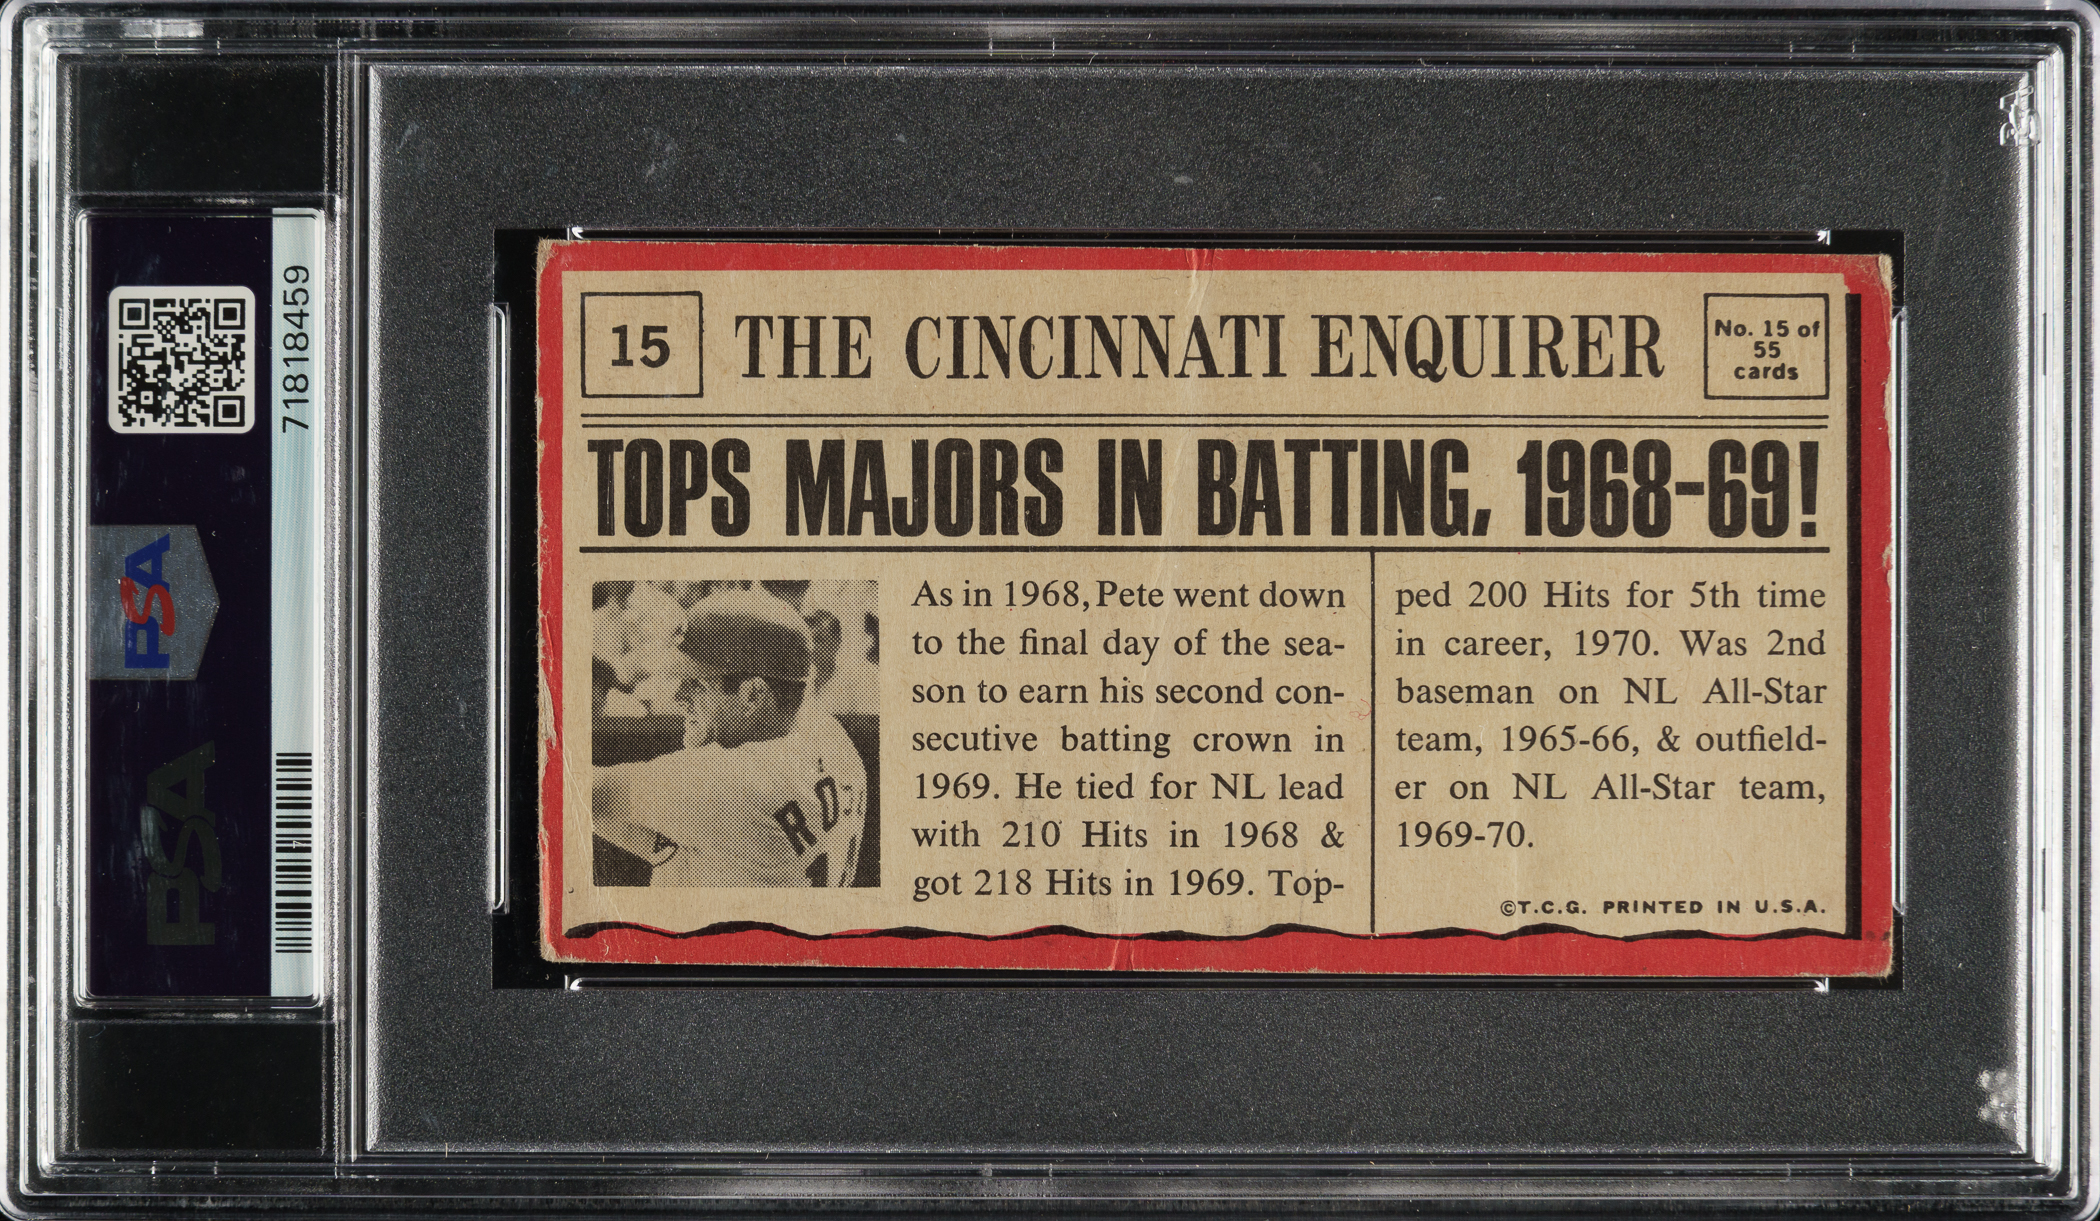 71818459
PSA
PSA
15
THE CINCINNATI ENQUIRER
No. 15 of
55
cards
TOPS MAJORS IN BATTING, 1968-69!
As in 1968, Pete went down
to the final day of the sea-
son to earn his second con-
secutive batting crown in
1969. He tied for NL lead
with 210 Hits in 1968 &
got 218 Hits in 1969. Top-
ped 200 Hits for 5th time
in career, 1970. Was 2nd
baseman on NL All-Star
team, 1965-66, & outfield-
er on NL All-Star team,
1969-70.
©T.C.G. PRINTED IN U.S.A.